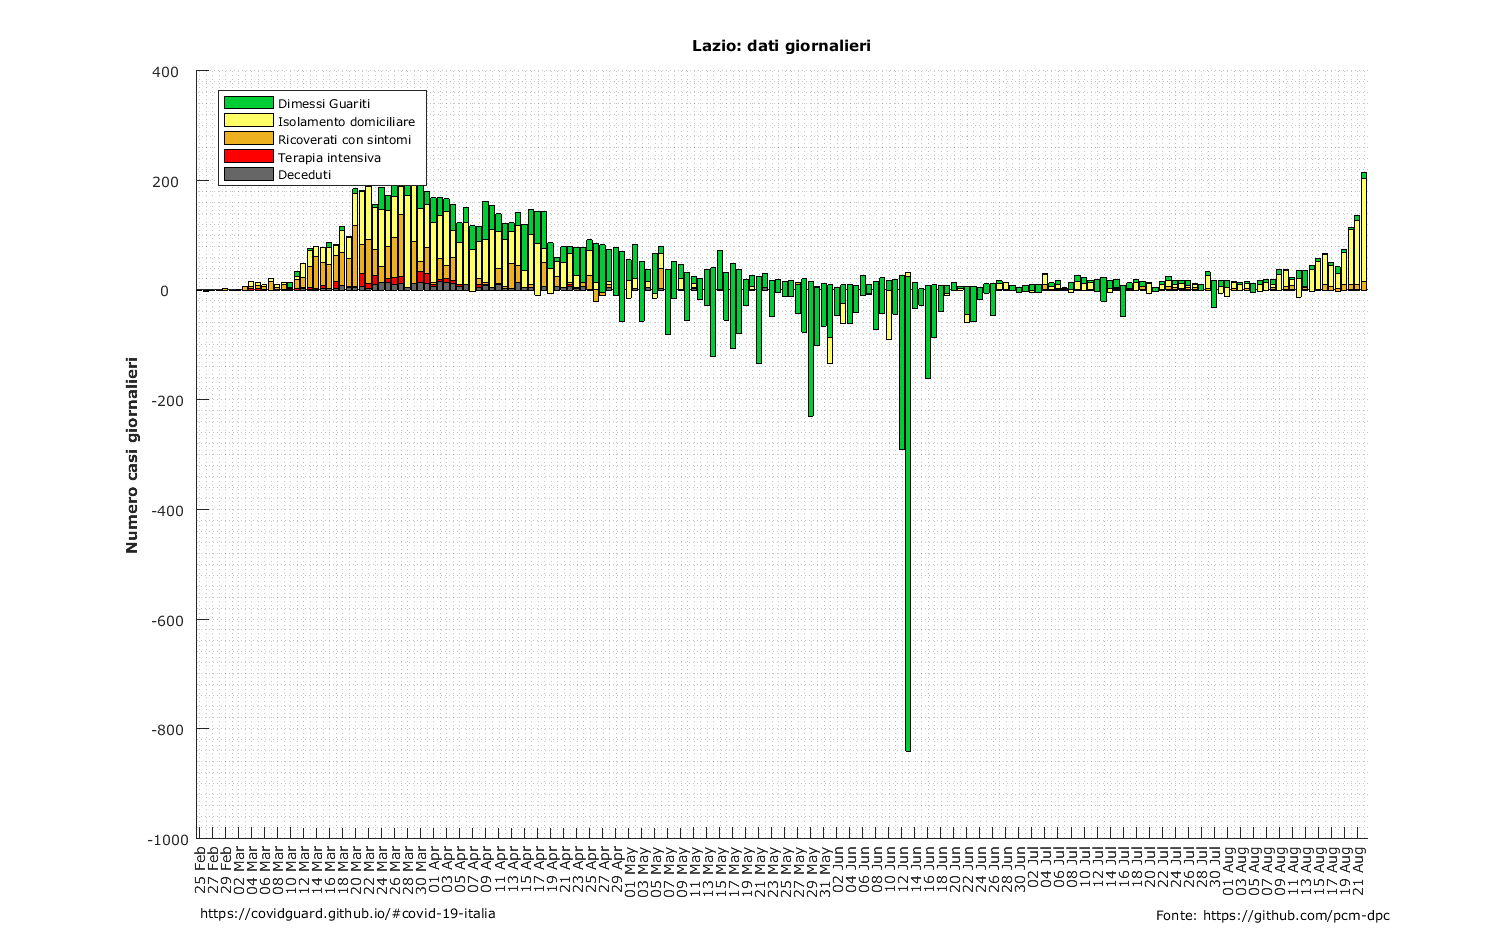 Lazio: dati giornalieri
400
200
0
-200
-400
-600
-800
-1000
Numero casi giornalieri
Dimessi Guariti
Isolamento domiciliare
Ricoverati con sintomi
Terapia intensiva
Deceduti
25 Feb
27 Feb
29 Feb
02 Mar
04 Mar
06 Mar
08 Mar
10 Mar
12 Mar
14 Mar
16 Mar
18 Mar
20 Mar
22 Mar
24 Mar
26 Mar
28 Mar
30 Mar
01 Apr
03 Apr
05 Apr
07 Apr
09 Apr
11 Apr
13 Apr
15 Apr
17 Apr
19 Apr
21 Apr
23 Apr
25 Apr
27 Apr
29 Apr
01 May
03 May
05 May
07 May
09 May
11 May
13 May
15 May
17 May
19 May
21 May
23 May
25 May
27 May
29 May
31 May
02 Jun
04 Jun
06 Jun
08 Jun
10 Jun
12 Jun
14 Jun
16 Jun
18 Jun
20 Jun
22 Jun
24 Jun
26 Jun
28 Jun
30 Jun
02 Jul
04 Jul
06 Jul
08 Jul
10 Jul
12 Jul
14 Jul
16 Jul
18 Jul
20 Jul
22 Jul
24 Jul
26 Jul
28 Jul
30 Jul
01 Aug
03 Aug
05 Aug
07 Aug
09 Aug
11 Aug
13 Aug
15 Aug
17 Aug
19 Aug
21 Aug
https://covidguard.github.io/#covid-19-italia
Fonte: https://github.com/pcm-dpc